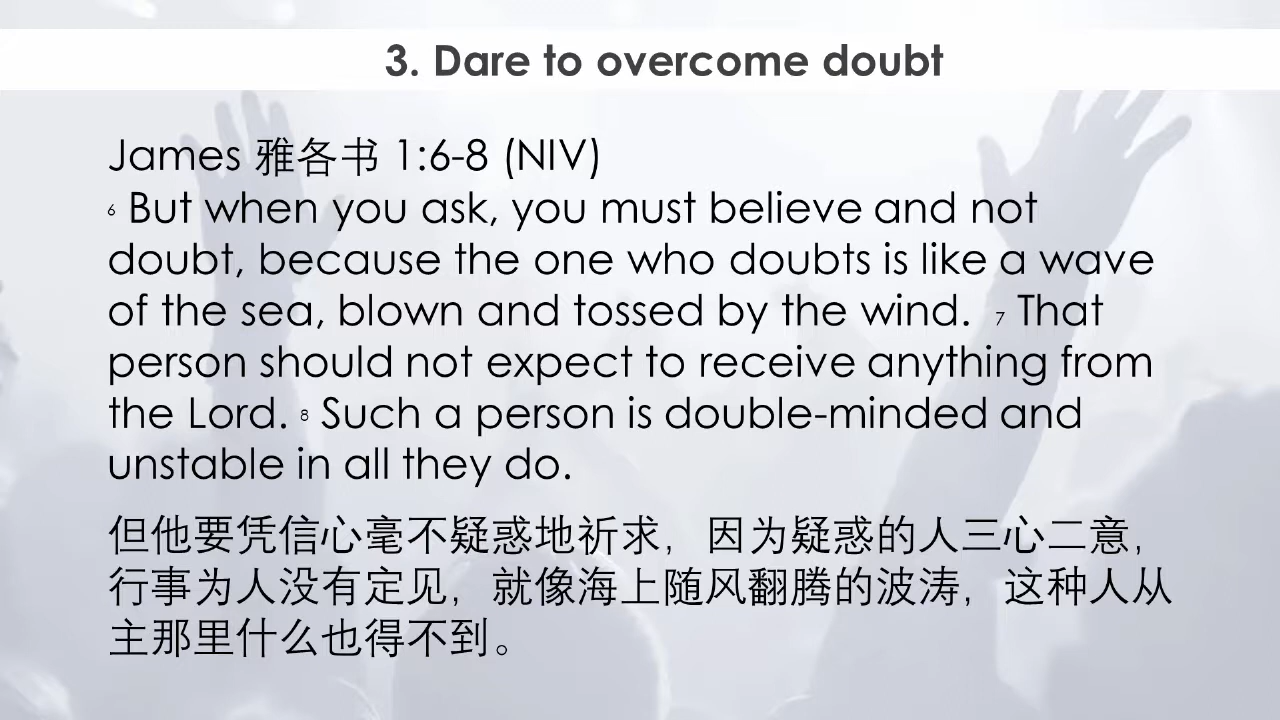 3. Dare to overcome doubt
James 雅各书 1:6-8 (NIV)
6 But when you ask, you must believe and not
doubt, because the one who doubts is like a wave
of the sea, blown and tossed by the wind. 7 That
person should not expect to receive anything from
the Lord. 8 Such a person is double-minded and
unstable in all they do.
但他要凭信心毫不疑惑地祈求，因为疑惑的人三心二意，
行事为人没有定见，就像海上随风翻腾的波涛，这种人从
主那里什么也得不到。